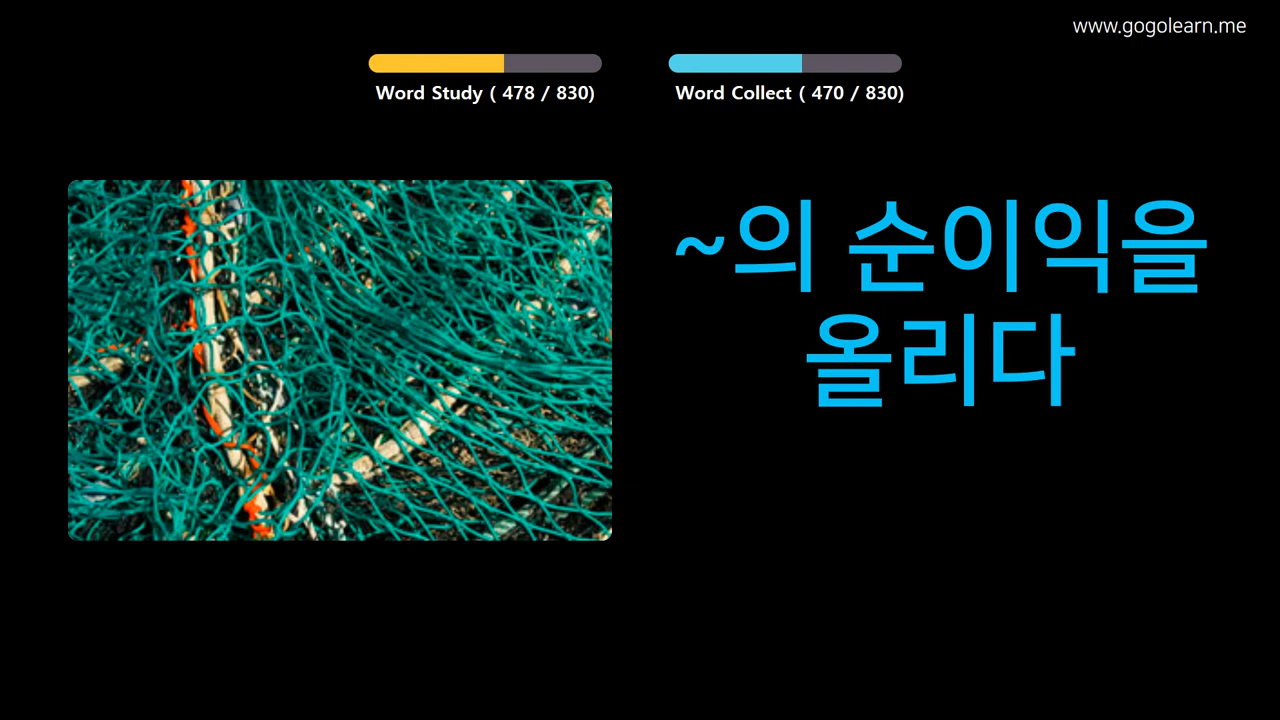 www.gogolearn.me
Word Study ( 478 / 830)
Word Collect ( 470 / 830)
~의 순이익을
올리다